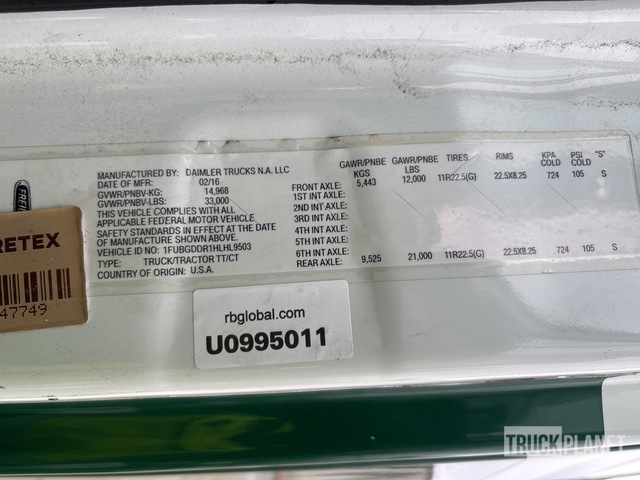 MANUFACTURED BY: DAIMLER TRUCKS N.A. LLC
DATE OF MFR: 02/16
GVWR/PNBV-KG: 14,968
GVWR/PNBV-LBS: 33,000
THIS VEHICLE COMPLIES WITH ALL
APPLICABLE FEDERAL MOTOR VEHICLE
SAFETY STANDARDS IN EFFECT ON THE DATE
OF MANUFACTURE SHOWN ABOVE
VEHICLE ID NO.: 1FUBGDDR1HLHL9503
TYPE: TRUCK/TRACTOR TT/CT
COUNTRY OF ORIGIN: U.S.A.
GAWR/PNBE GAWR/PNBE TIRES RIMS KPA PSI "S"
KGS LBS COLD COLD
FRONT AXLE: 5,443 12,000 11R22.5(G) 22.5X8.25 724 105 S
1ST INT AXLE:
2ND INT AXLE:
3RD INT AXLE:
4TH INT AXLE:
5TH INT AXLE:
6TH INT AXLE:
REAR AXLE: 9,525 21,000 11R22.5(G) 22.5X8.25 724 105 S
RETEX
47749
rbglobal.com
U0995011
TRUCKPLANET